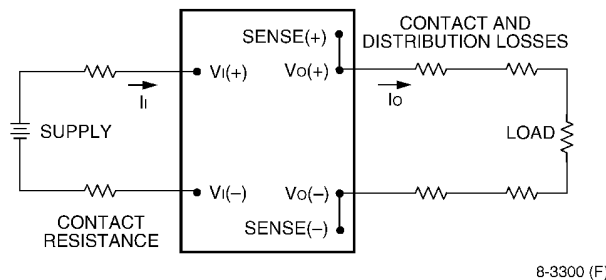 CONTACT AND
DISTRIBUTION LOSSES
SENSE(+)
VI(+)
VO(+)
II
IO
SUPPLY
LOAD
VI(–)
VO(–)
CONTACT
RESISTANCE
SENSE(–)
8-3300 (F)